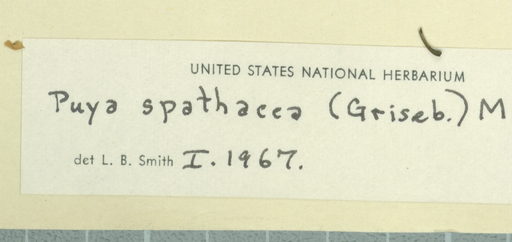 UNITED STATES NATIONAL HERBARIUM
Puya spathacea (Griseb.) M
det L. B. Smith I. 1967.